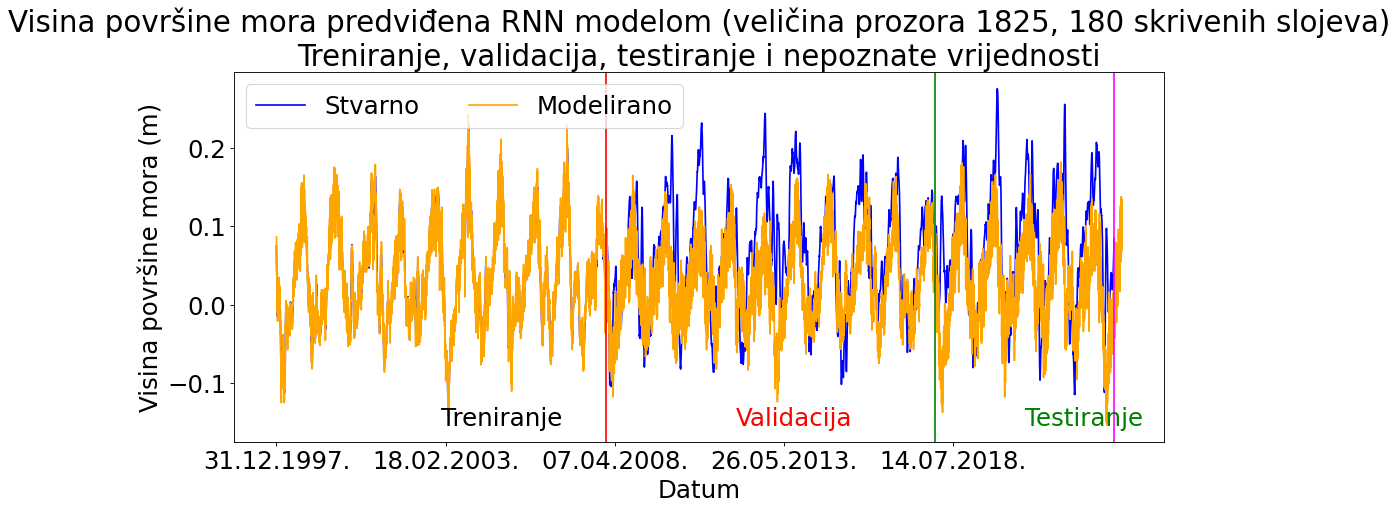 Visina površine mora predviđena RNN modelom (veličina prozora 1825, 180 skrivenih slojeva)
Treniranje, validacija, testiranje i nepoznate vrijednosti
Stvarno Modelirano
Visina površine mora (m)
0.2
0.1
0.0
−0.1
Treniranje Validacija Testiranje
31.12.1997. 18.02.2003. 07.04.2008. 26.05.2013. 14.07.2018.
Datum